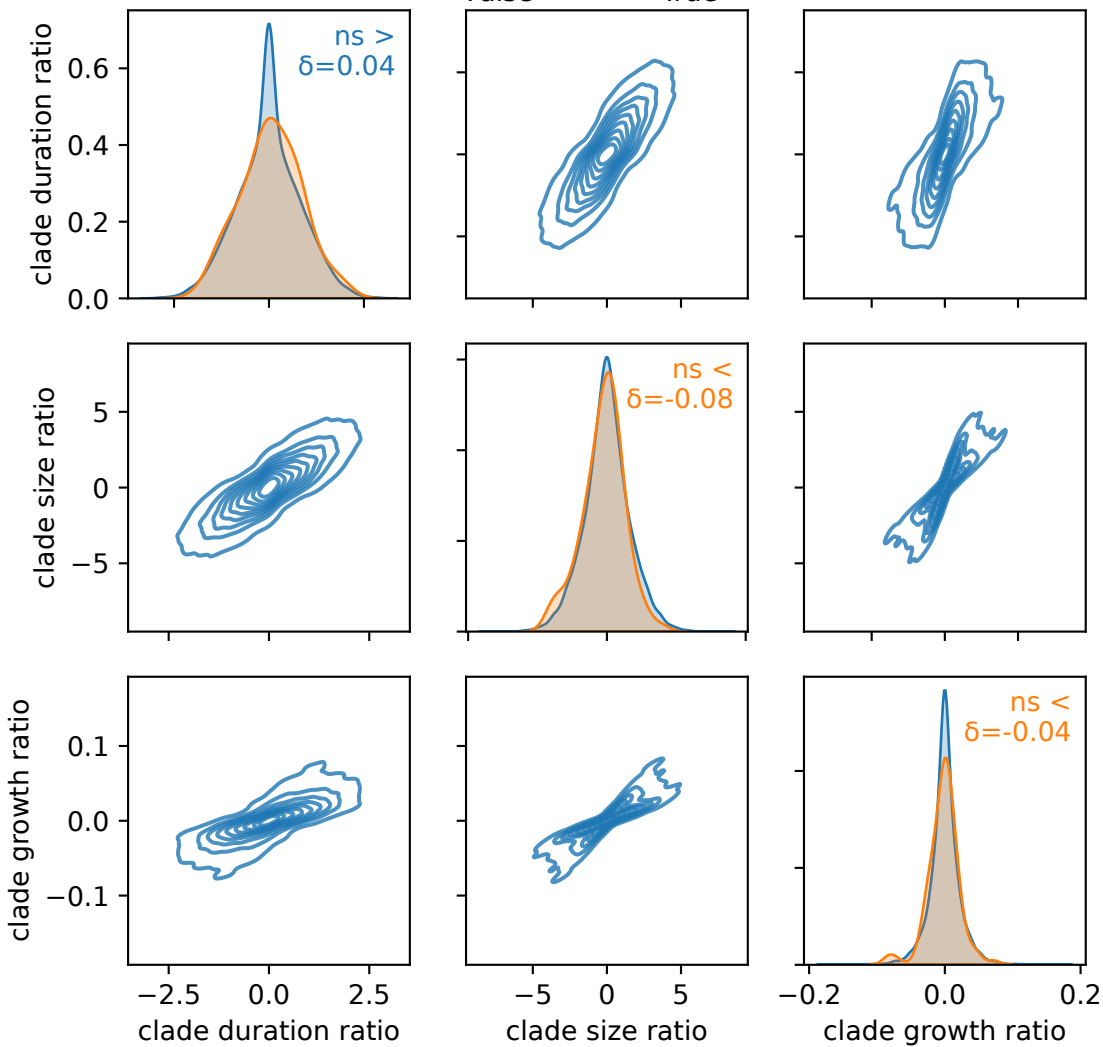 clade duration ratio
0.6
0.4
0.2
0.0
ns >
δ=0.04
clade size ratio
5
0
−5
ns <
δ=-0.08
clade growth ratio
0.1
0.0
−0.1
ns <
δ=-0.04
−2.5 0.0 2.5
clade duration ratio
−5 0 5
clade size ratio
−0.2 0.0 0.2
clade growth ratio